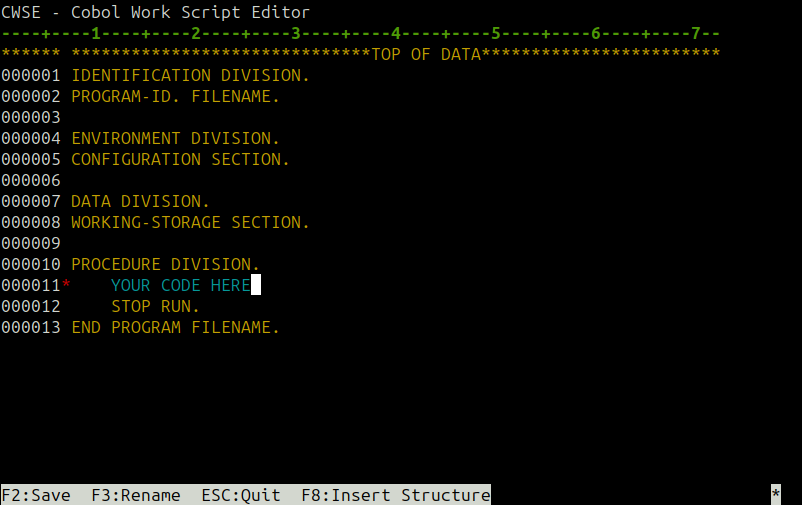 CWSE - Cobol Work Script Editor
----+----1----+----2----+----3----+----4----+----5----+----6----+----7--
****** ******************************TOP OF DATA************************
000001 IDENTIFICATION DIVISION.
000002 PROGRAM-ID. FILENAME.
000003
000004 ENVIRONMENT DIVISION.
000005 CONFIGURATION SECTION.
000006
000007 DATA DIVISION.
000008 WORKING-STORAGE SECTION.
000009
000010 PROCEDURE DIVISION.
000011*    YOUR CODE HERE
000012     STOP RUN.
000013 END PROGRAM FILENAME.
F2:Save  F3:Rename  ESC:Quit  F8:Insert Structure                            *